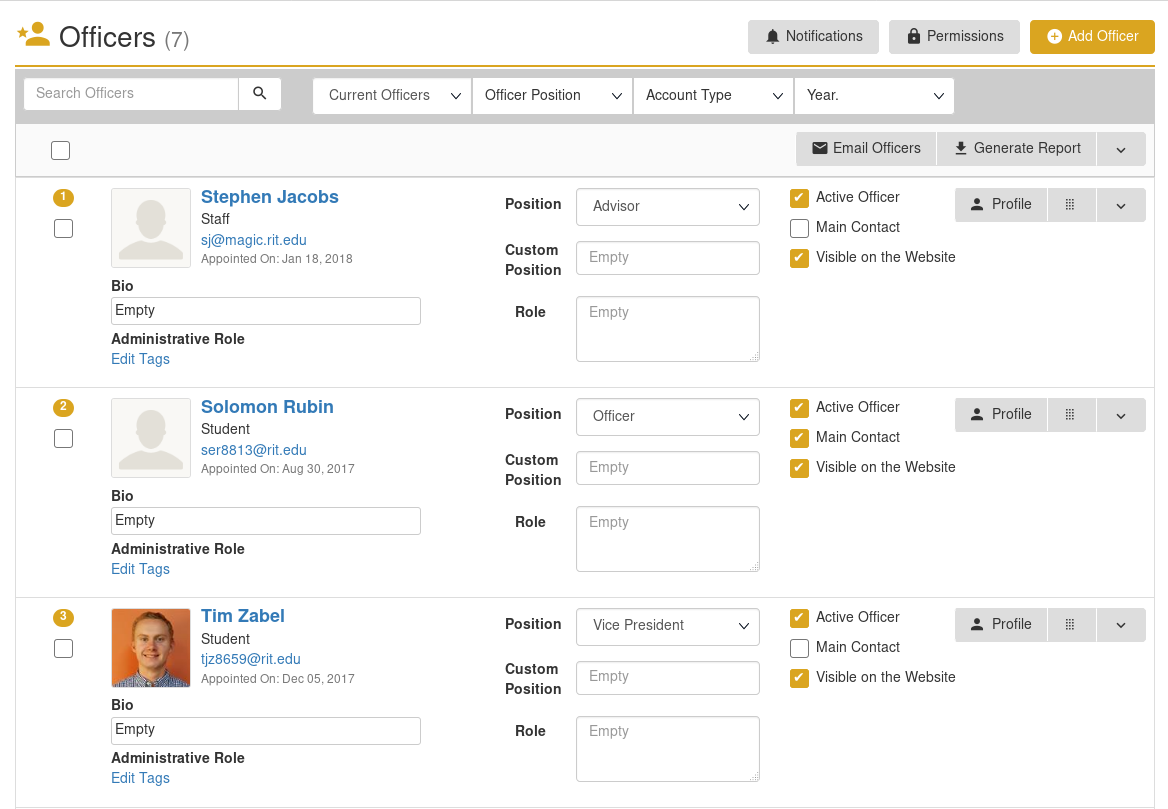 Officers (7)
Notifications
Permissions
Add Officer
Search Officers
Current Officers
Officer Position
Account Type
Year.
Email Officers
Generate Report
1
Stephen Jacobs
Staff
sj@magic.rit.edu
Appointed On: Jan 18, 2018
Bio
Empty
Administrative Role
Edit Tags
Position
Advisor
Custom
Position
Empty
Role
Empty
Active Officer
Main Contact
Visible on the Website
Profile
2
Solomon Rubin
Student
ser8813@rit.edu
Appointed On: Aug 30, 2017
Bio
Empty
Administrative Role
Edit Tags
Position
Officer
Custom
Position
Empty
Role
Empty
Active Officer
Main Contact
Visible on the Website
Profile
3
Tim Zabel
Student
tjz8659@rit.edu
Appointed On: Dec 05, 2017
Bio
Empty
Administrative Role
Edit Tags
Position
Vice President
Custom
Position
Empty
Role
Empty
Active Officer
Main Contact
Visible on the Website
Profile